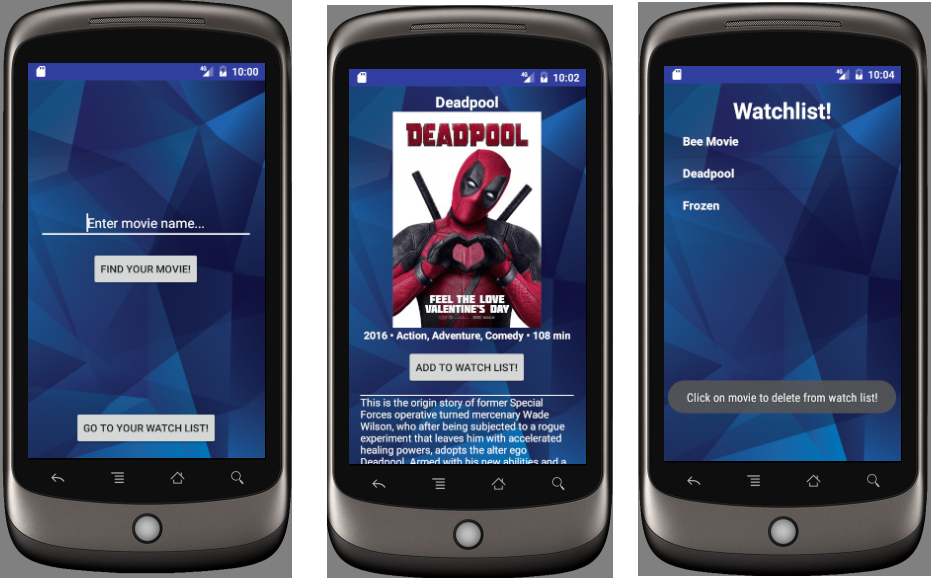 4G 10:00
Enter movie name...
FIND YOUR MOVIE!
GO TO YOUR WATCH LIST!
4G 10:02
Deadpool
DEADPOOL
FEEL THE LOVE
VALENTINE'S DAY
2016 • Action, Adventure, Comedy • 108 min
ADD TO WATCH LIST!
This is the origin story of former Special
Forces operative turned mercenary Wade
Wilson, who after being subjected to a rogue
experiment that leaves him with accelerated
healing powers, adopts the alter ego
Deadpool. Armed with his new abilities and a
4G 10:04
Watchlist!
Bee Movie
Deadpool
Frozen
Click on movie to delete from watch list!